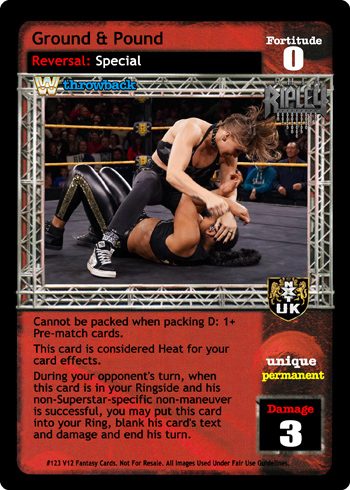 Ground & Pound
Fortitude
0
Reversal: Special
W throwback
RIPLEY
NXT
UK
Cannot be packed when packing D: 1+
Pre-match cards.
This card is considered Heat for your
card effects.
During your opponent's turn, when
this card is in your Ringside and his
non-Superstar-specific non-maneuver
is successful, you may put this card
into your Ring, blank his card's text
and damage and end his turn.
unique
permanent
Damage
3
#123 V12 Fantasy Cards. Not For Resale. All Images Used Under Fair Use Guidelines.